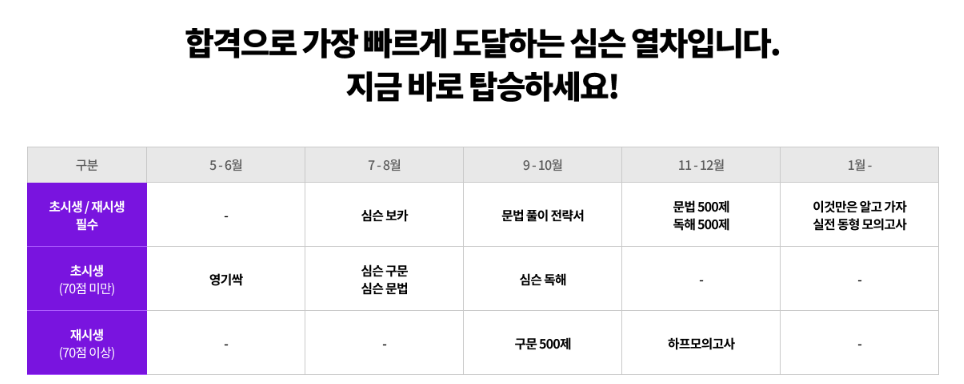 합격으로 가장 빠르게 도달하는 심슨 열차입니다.
지금 바로 탑승하세요!
구분 5 - 6월 7 - 8월 9 - 10월 11 - 12월 1월 -
초시생 / 재시생
필수
-
심슨 보카
문법 풀이 전략서
문법 500제
독해 500제
이것만은 알고 가자
실전 동형 모의고사
초시생
(70점 미만)
영기싹
심슨 구문
심슨 문법
심슨 독해
-
-
재시생
(70점 이상)
-
-
구문 500제
하프모의고사
-